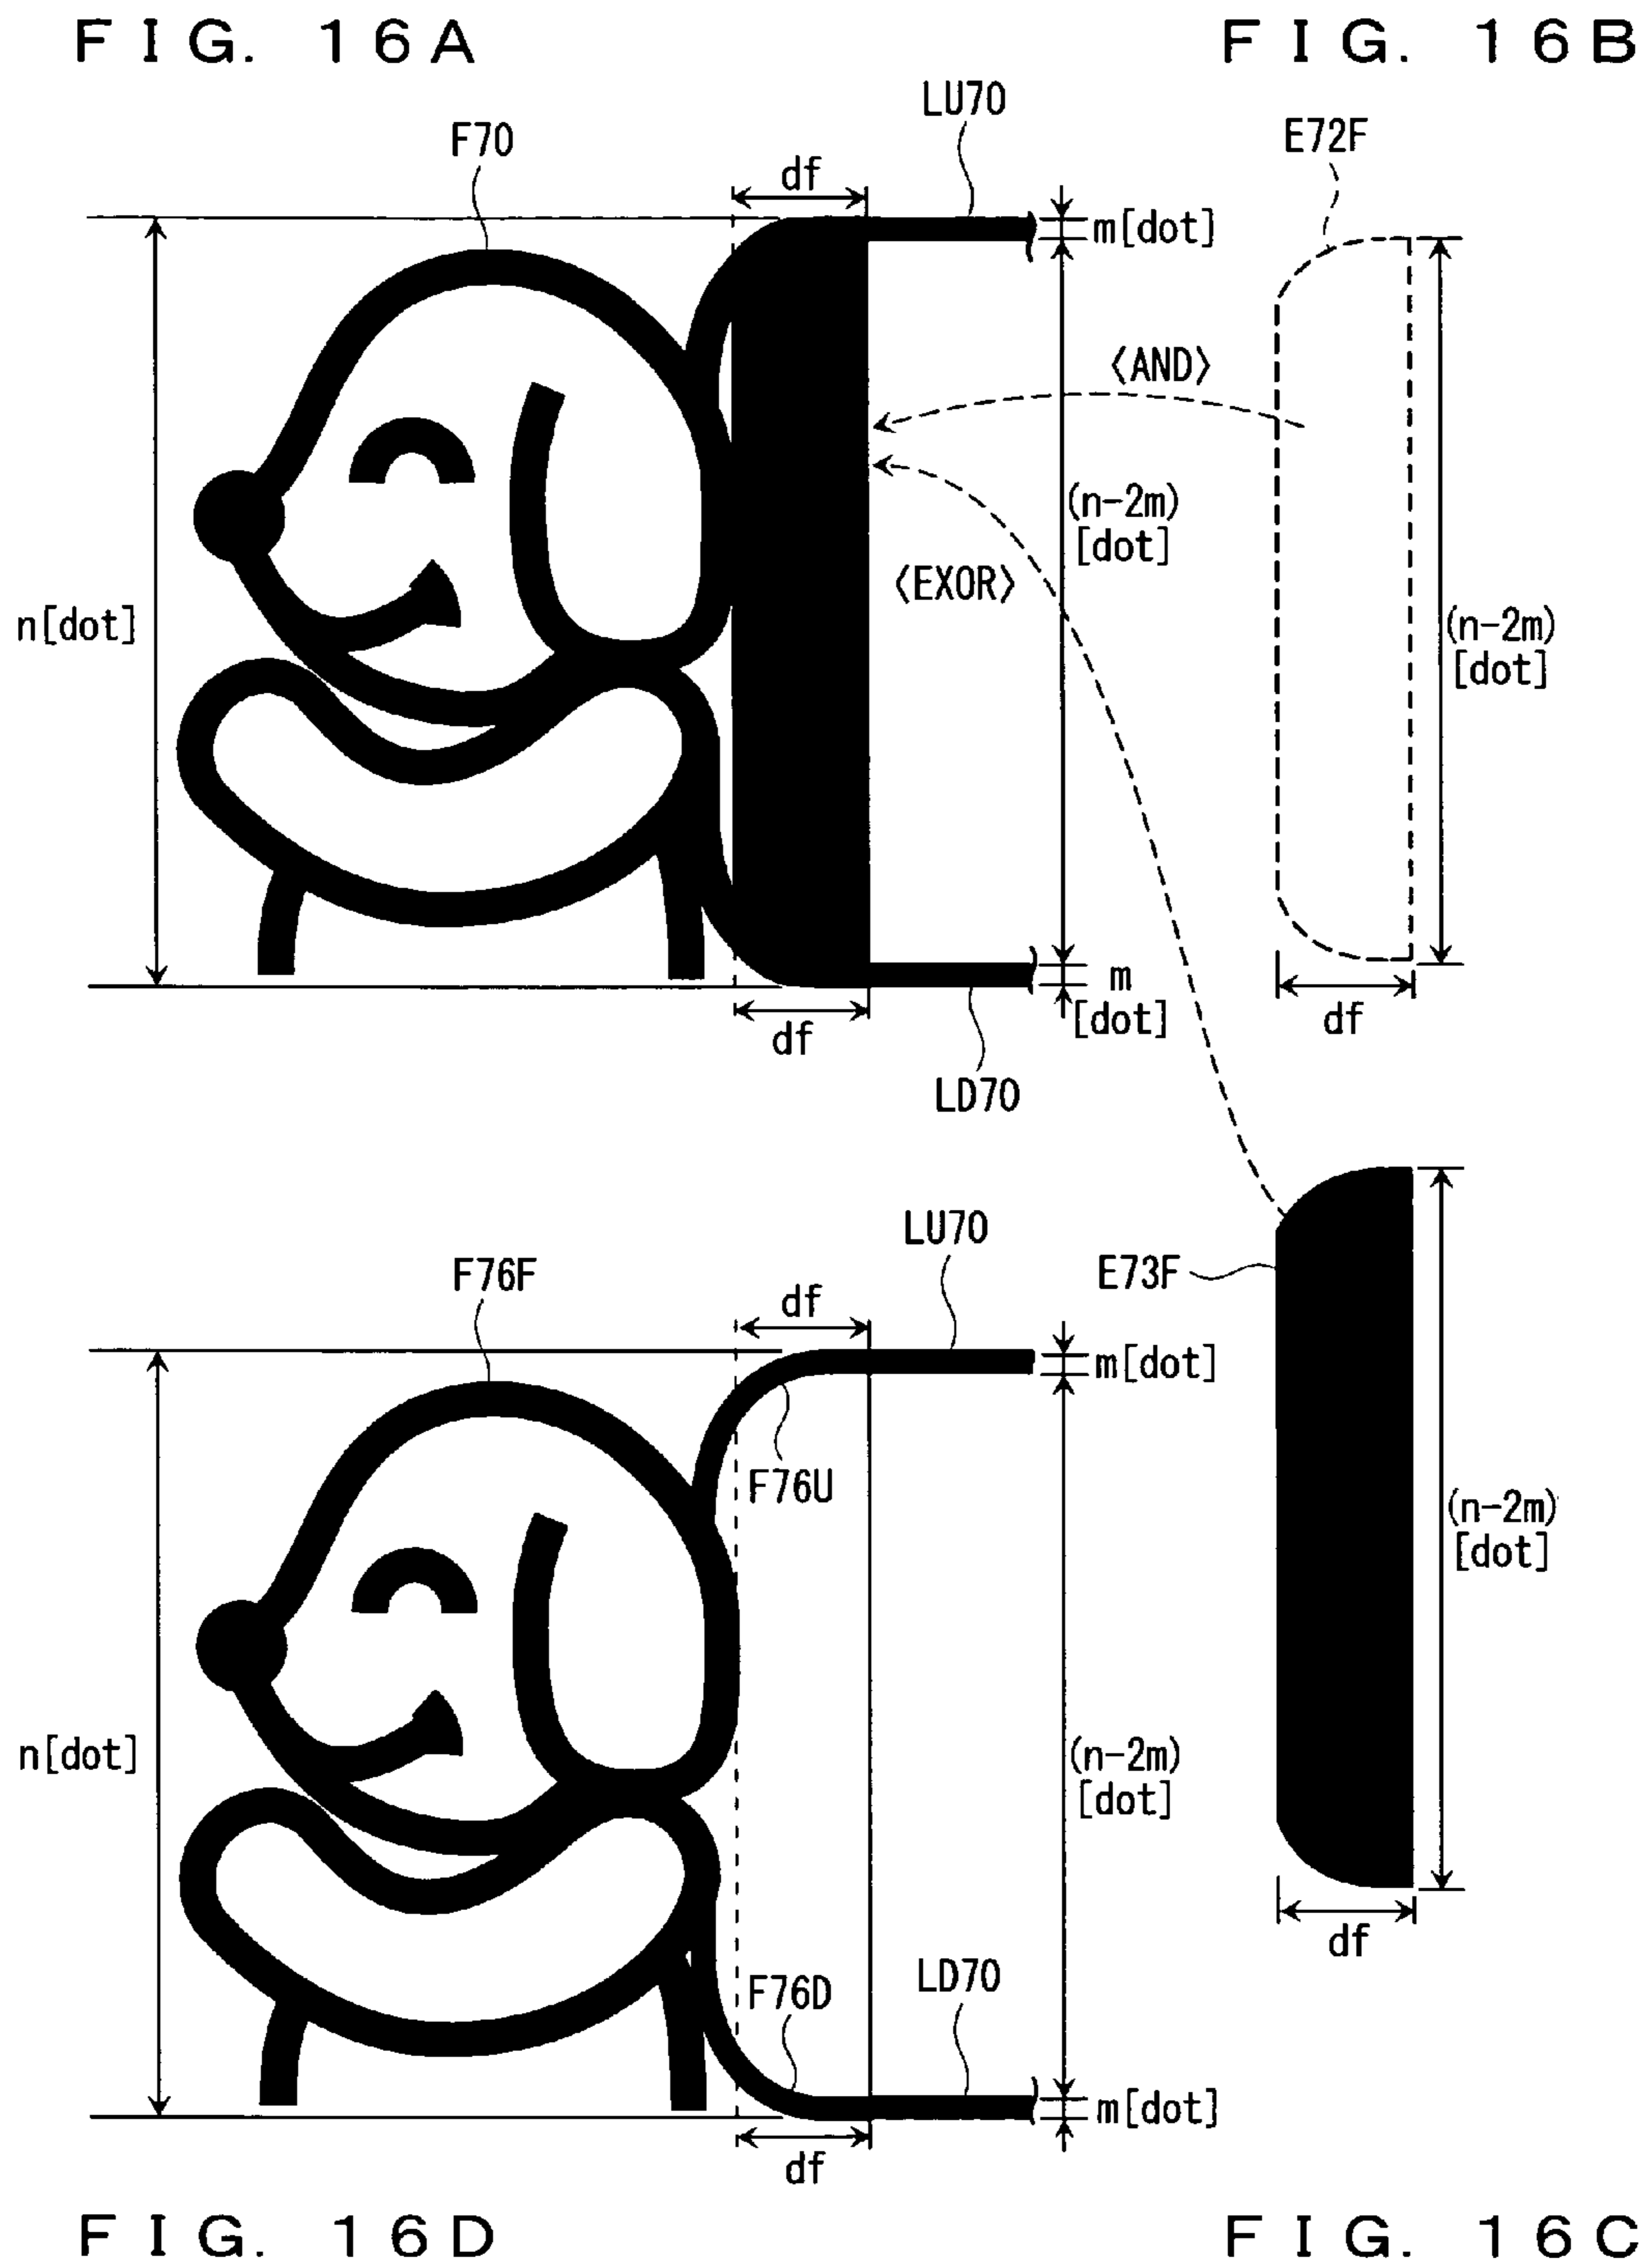 FIG. 16A
FIG. 16B
LU70
F70
E72F
df
m[dot]
〈AND〉
(n-2m)
[dot]
〈EXOR〉
n[dot]
(n-2m)
[dot]
m
[dot]
df
df
LD70
LU70
F76F
E73F
df
m[dot]
F76U
(n-2m)
[dot]
n[dot]
(n-2m)
[dot]
df
F76D
LD70
m[dot]
df
FIG. 16D
FIG. 16C